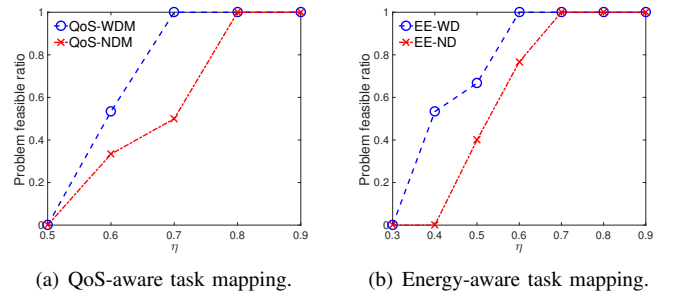 1
0.8
0.6
0.4
0.2
0
Problem feasible ratio
QoS-WDM
QoS-NDM
0.5 0.6 0.7 0.8 0.9
η
1
0.8
0.6
0.4
0.2
0
Problem feasible ratio
EE-WD
EE-ND
0.3 0.4 0.5 0.6 0.7 0.8 0.9
η
(a) QoS-aware task mapping.
(b) Energy-aware task mapping.